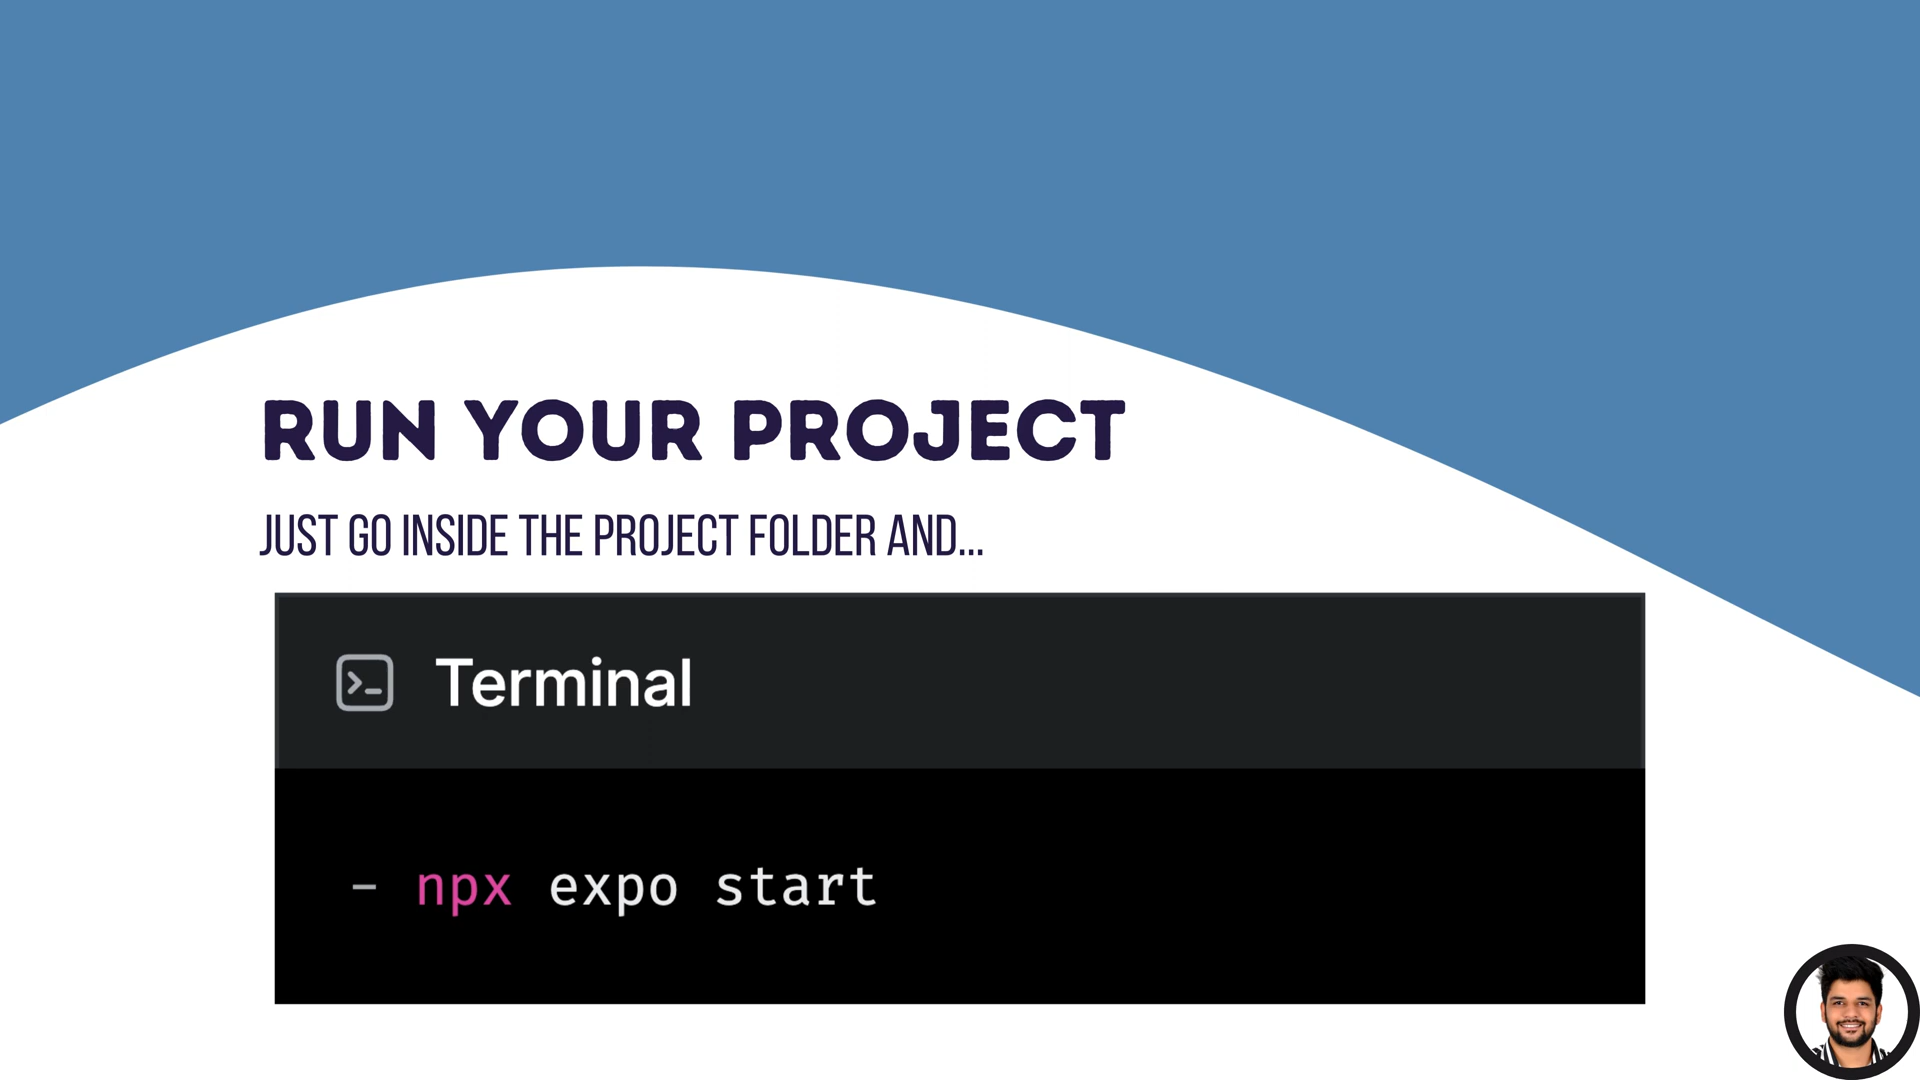 RUN YOUR PROJECT
JUST GO INSIDE THE PROJECT FOLDER AND...
Terminal
- npx expo start